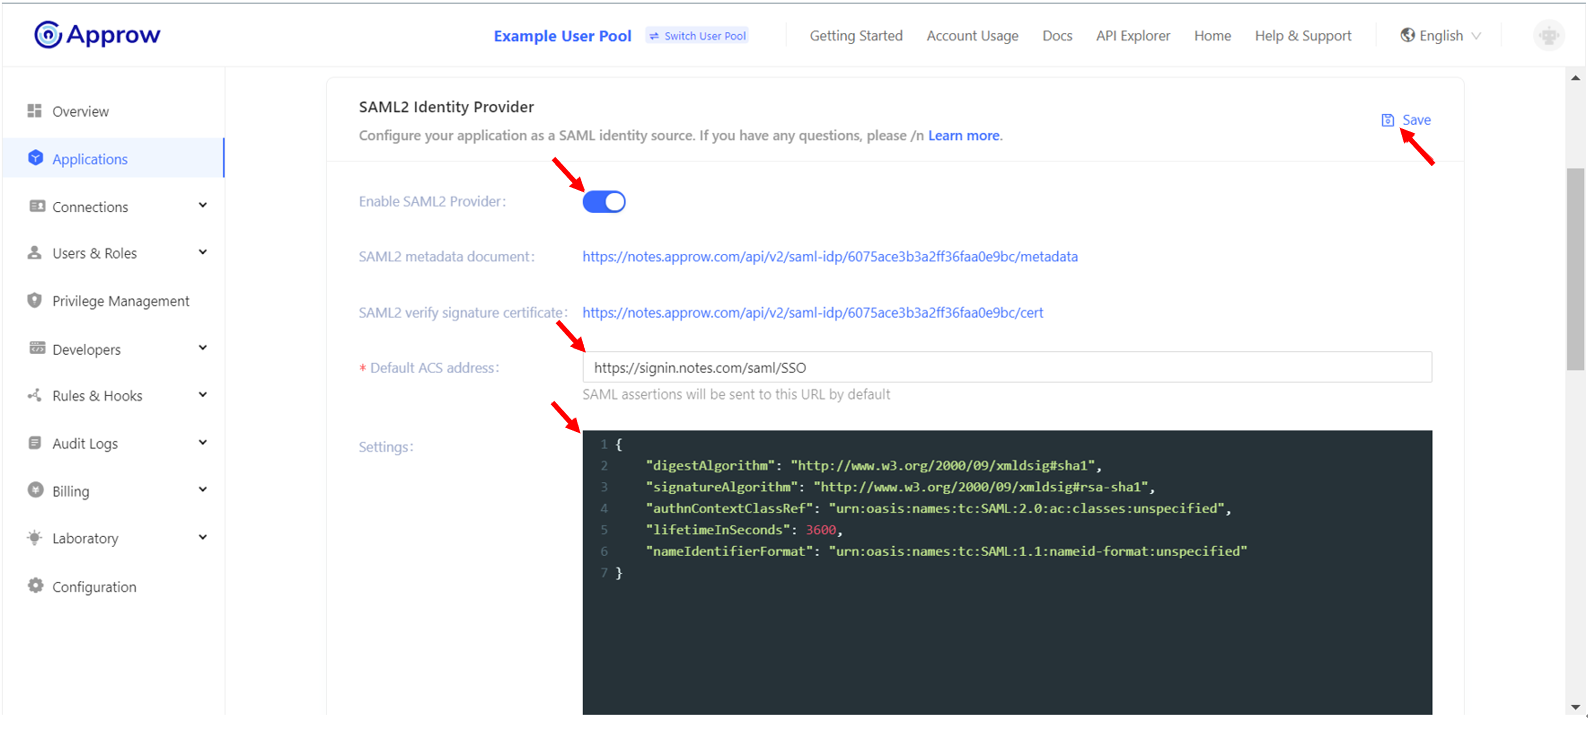 Approw
Example User Pool
Switch User Pool
Getting Started
Account Usage
Docs
API Explorer
Home
Help & Support
English
Overview
Applications
Connections
Users & Roles
Privilege Management
Developers
Rules & Hooks
Audit Logs
Billing
Laboratory
Configuration
SAML2 Identity Provider
Configure your application as a SAML identity source. If you have any questions, please /n Learn more.
Save
Enable SAML2 Provider:
SAML2 metadata document:
https://notes.approw.com/api/v2/saml-idp/6075ace3b3a2ff36faa0e9bc/metadata
SAML2 verify signature certificate:
https://notes.approw.com/api/v2/saml-idp/6075ace3b3a2ff36faa0e9bc/cert
* Default ACS address:
https://signin.notes.com/saml/SSO
SAML assertions will be sent to this URL by default
Settings:
1 {
2 "digestAlgorithm": "http://www.w3.org/2000/09/xmldsig#sha1",
3 "signatureAlgorithm": "http://www.w3.org/2000/09/xmldsig#rsa-sha1",
4 "authnContextClassRef": "urn:oasis:names:tc:SAML:2.0:ac:classes:unspecified",
5 "lifetimeInSeconds": 3600,
6 "nameIdentifierFormat": "urn:oasis:names:tc:SAML:1.1:nameid-format:unspecified"
7 }